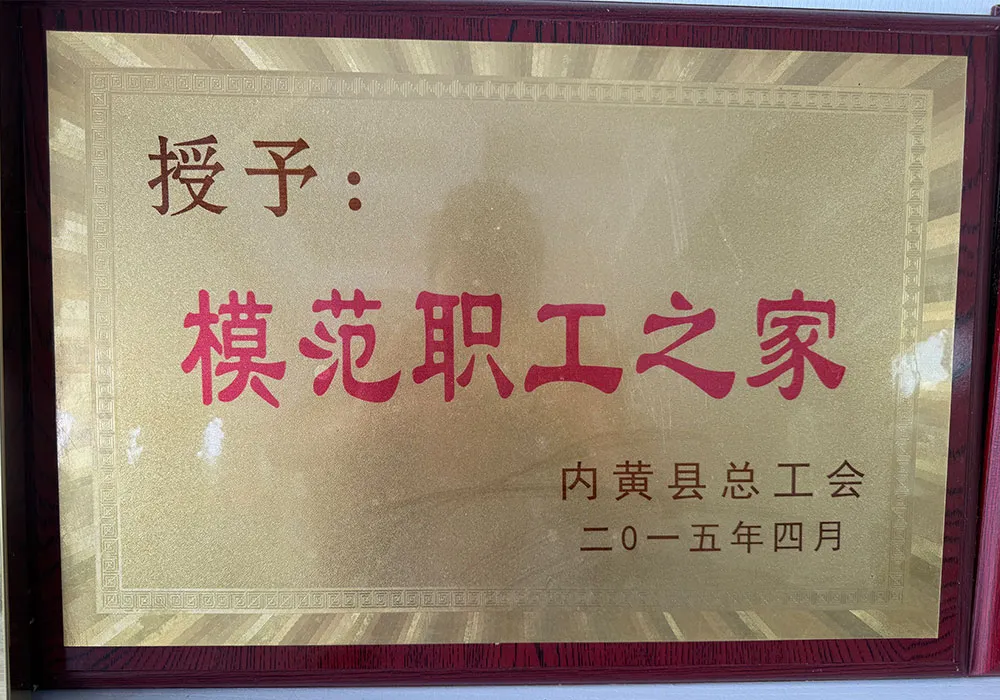 授予：
模范职工之家
内黄县总工会
二0一五年四月